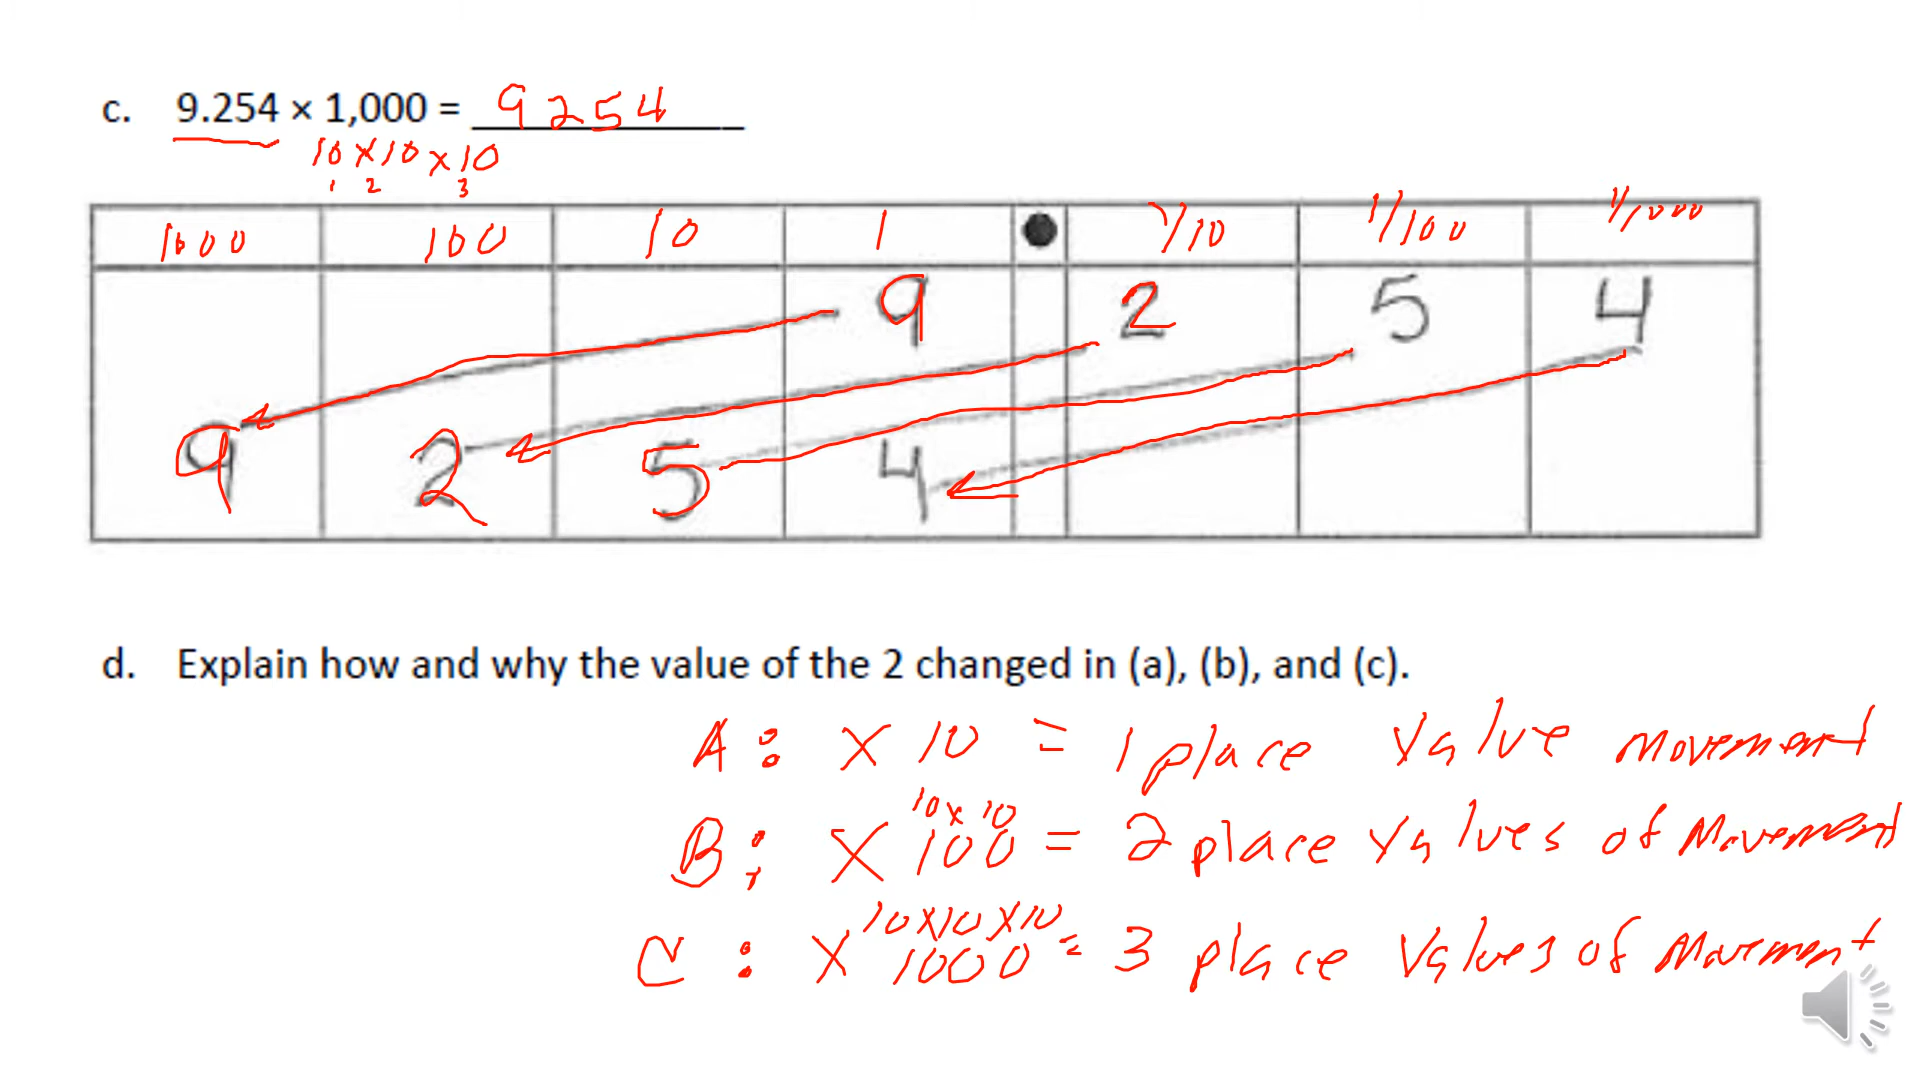 c. 9.254 × 1,000 = 9254
10 × 10 × 10
1 2 3
1000 100 10 1 ● 1/10 1/100 1/1000
9 2 5 4
9 2 5 4
d. Explain how and why the value of the 2 changed in (a), (b), and (c).
A: × 10 = 1 place value movement
10 × 10
B: × 100 = 2 place values of movement
10 × 10 × 10
C: × 1000 = 3 place values of movement